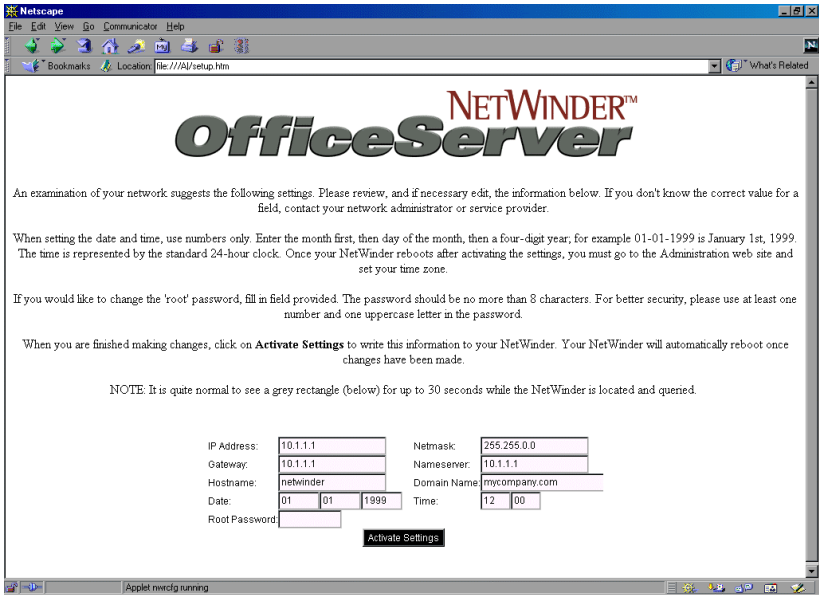 Netscape
File Edit View Go Communicator Help
Bookmarks Location: file:///A|/setup.htm What's Related
NETWINDER™
OfficeServer
An examination of your network suggests the following settings. Please review, and if necessary edit, the information below. If you don't know the correct value for a
field, contact your network administrator or service provider.
When setting the date and time, use numbers only. Enter the month first, then day of the month, then a four-digit year; for example 01-01-1999 is January 1st, 1999.
The time is represented by the standard 24-hour clock. Once your NetWinder reboots after activating the settings, you must go to the Administration web site and
set your time zone.
If you would like to change the 'root' password, fill in field provided. The password should be no more than 8 characters. For better security, please use at least one
number and one uppercase letter in the password.
When you are finished making changes, click on Activate Settings to write this information to your NetWinder. Your NetWinder will automatically reboot once
changes have been made.
NOTE: It is quite normal to see a grey rectangle (below) for up to 30 seconds while the NetWinder is located and queried.
IP Address: 10.1.1.1 Netmask: 255.255.0.0
Gateway: 10.1.1.1 Nameserver: 10.1.1.1
Hostname: netwinder Domain Name: mycompany.com
Date: 01 01 1999 Time: 12 00
Root Password:
Activate Settings
Applet nwrcfg running